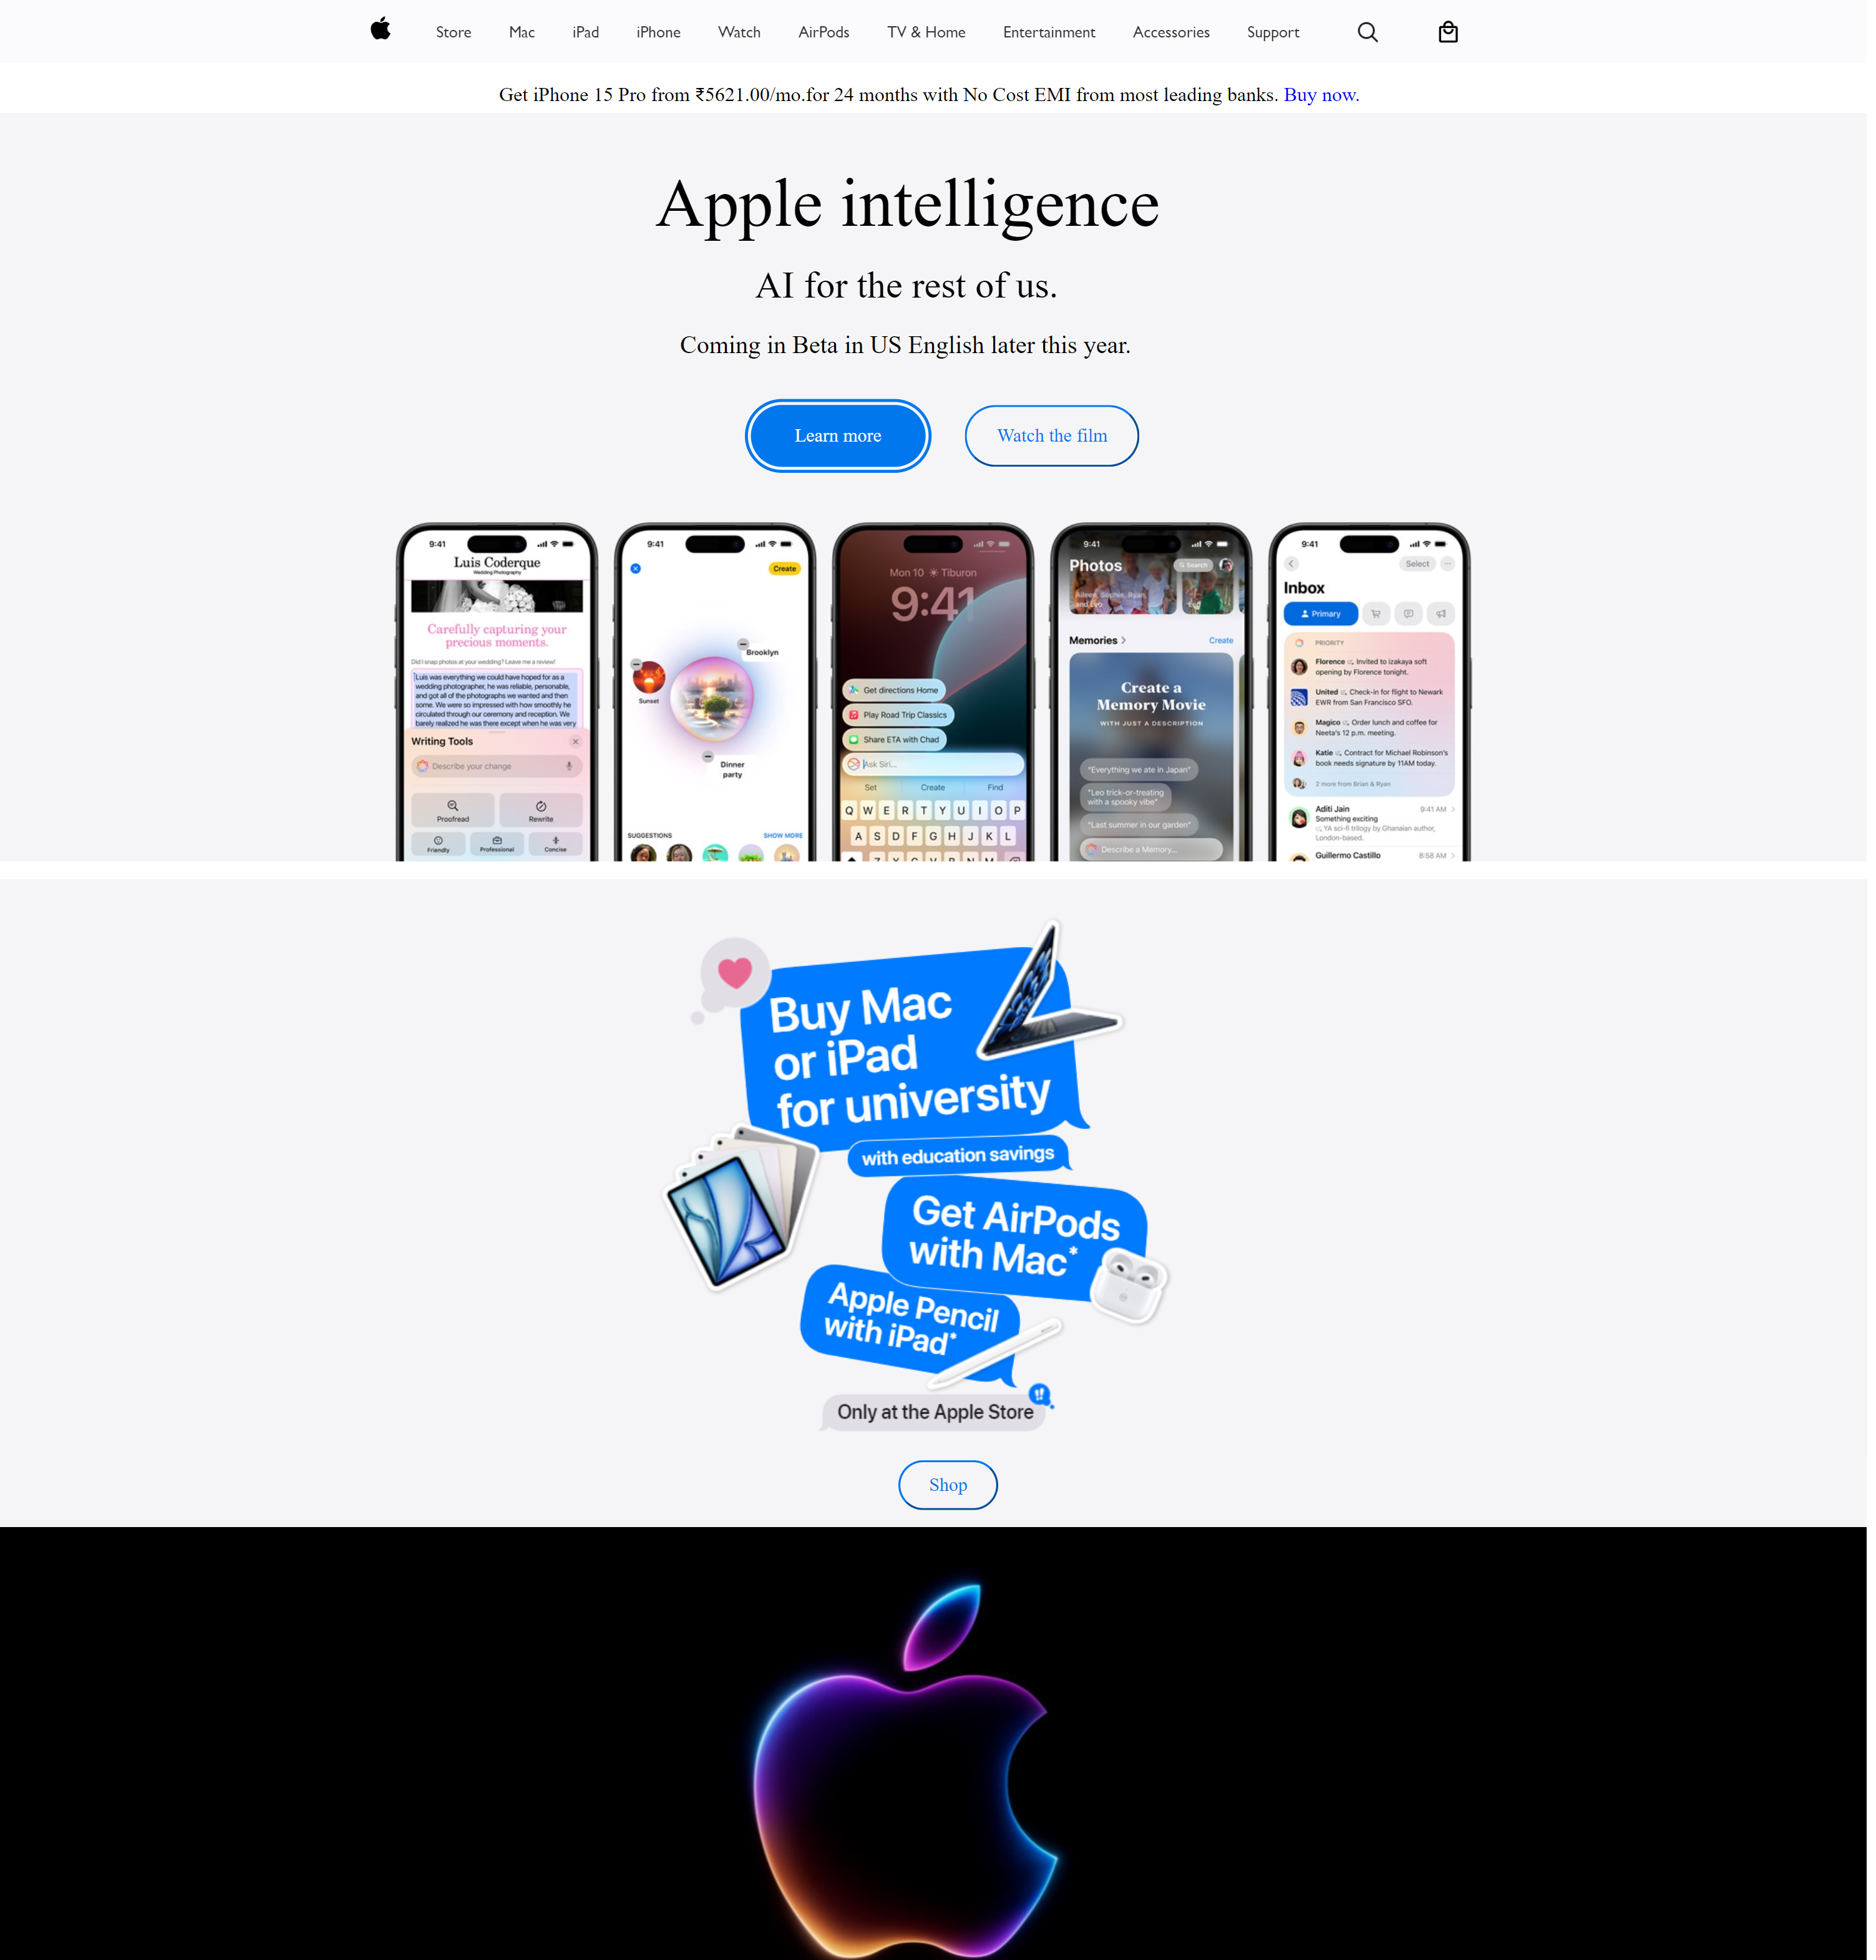 Store Mac iPad iPhone Watch AirPods TV & Home Entertainment Accessories Support
Get iPhone 15 Pro from ₹5621.00/mo.for 24 months with No Cost EMI from most leading banks. Buy now.
Apple intelligence
AI for the rest of us.
Coming in Beta in US English later this year.
Learn more
Watch the film
9:41
Luis Coderque
Wedding Photography
Carefully capturing your
precious moments.
Did I snap photos at your wedding? Leave me a review!
Luis was everything we could have hoped for as a
wedding photographer, he was reliable, personable,
and got all of the photographs we wanted and then
some. We were so impressed with how smoothly he
circulated through our ceremony and reception. We
barely realized he was there except when he was very
Writing Tools
Describe your change
Proofread
Rewrite
Friendly
Professional
Concise
9:41
Create
Brooklyn
Sunset
Dinner
party
SUGGESTIONS
SHOW MORE
Mon 10 Tiburon
9:41
Get directions Home
Play Road Trip Classics
Share ETA with Chad
Ask Siri...
Set Create Find
Q W E R T Y U I O P
A S D F G H J K L
Z X C V B N M
9:41
Photos
Search
Aileen, Sophie, Ryan,
and Evo
Memories
Create
Create a
Memory Movie
WITH JUST A DESCRIPTION
"Everything we ate in Japan"
"Leo trick-or-treating
with a spooky vibe"
"Last summer in our garden"
Describe a Memory...
9:41
Select
Inbox
Primary
PRIORITY
Florence Invited to izakaya soft
opening by Florence tonight.
United Check-in for flight to Newark
EWR from San Francisco SFO.
Magico Order lunch and coffee for
Neeta's 12 p.m. meeting.
Katie Contract for Michael Robinson's
book needs signature by 11AM today.
2 more from Brian & Ryan
Aditi Jain 9:41 AM
Something exciting
YA sci-fi trilogy by Ghanaian author,
London-based.
Guillermo Castillo 8:58 AM
Buy Mac
or iPad
for university
with education savings
Get AirPods
with Mac*
Apple Pencil
with iPad*
!!
Only at the Apple Store
Shop